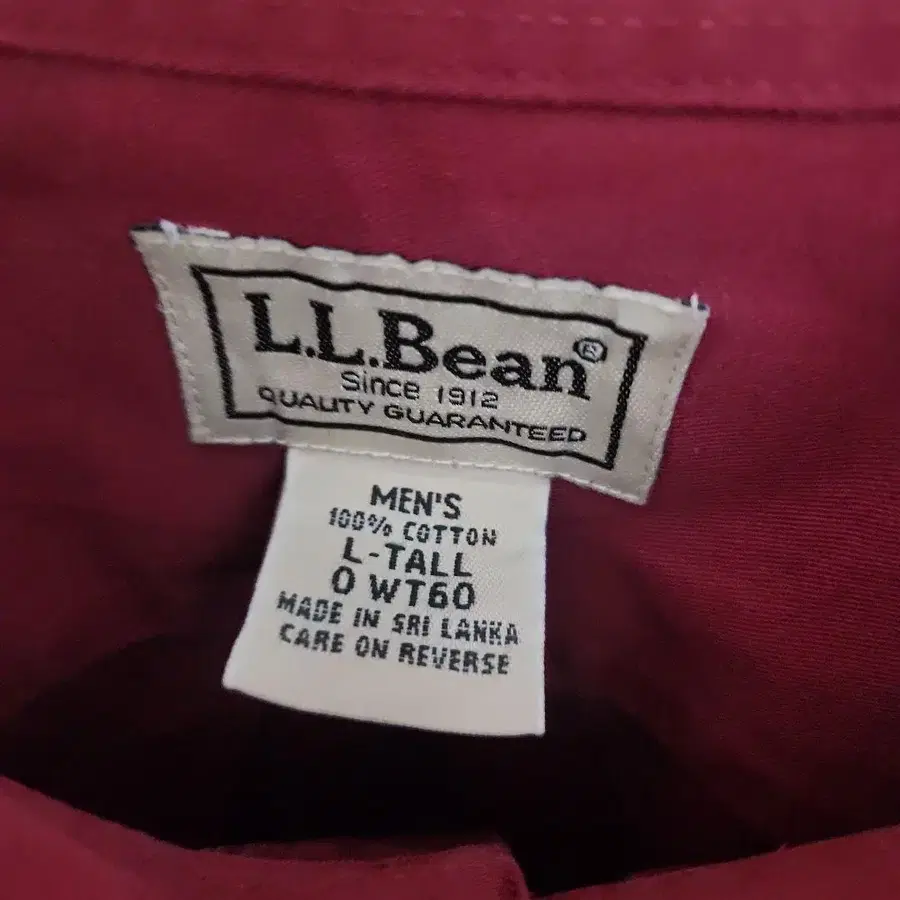 L.L.Bean®
Since 1912
QUALITY GUARANTEED
MEN'S
100% COTTON
L-TALL
0 WT60
MADE IN SRI LANKA
CARE ON REVERSE